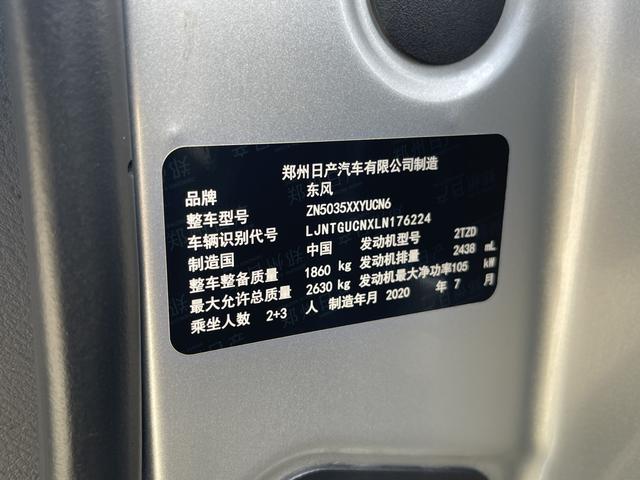 郑州日产汽车有限公司制造
品牌 东风
整车型号 ZN5035XXYUCN6
车辆识别代号 LJNTGUCNXLN176224
制造国 中国 发动机型号 2TZD
整车整备质量 1860 kg 发动机排量 2438 mL
最大允许总质量 2630 kg 发动机最大净功率105 kW
乘坐人数 2+3 人 制造年月 2020 年 7 月